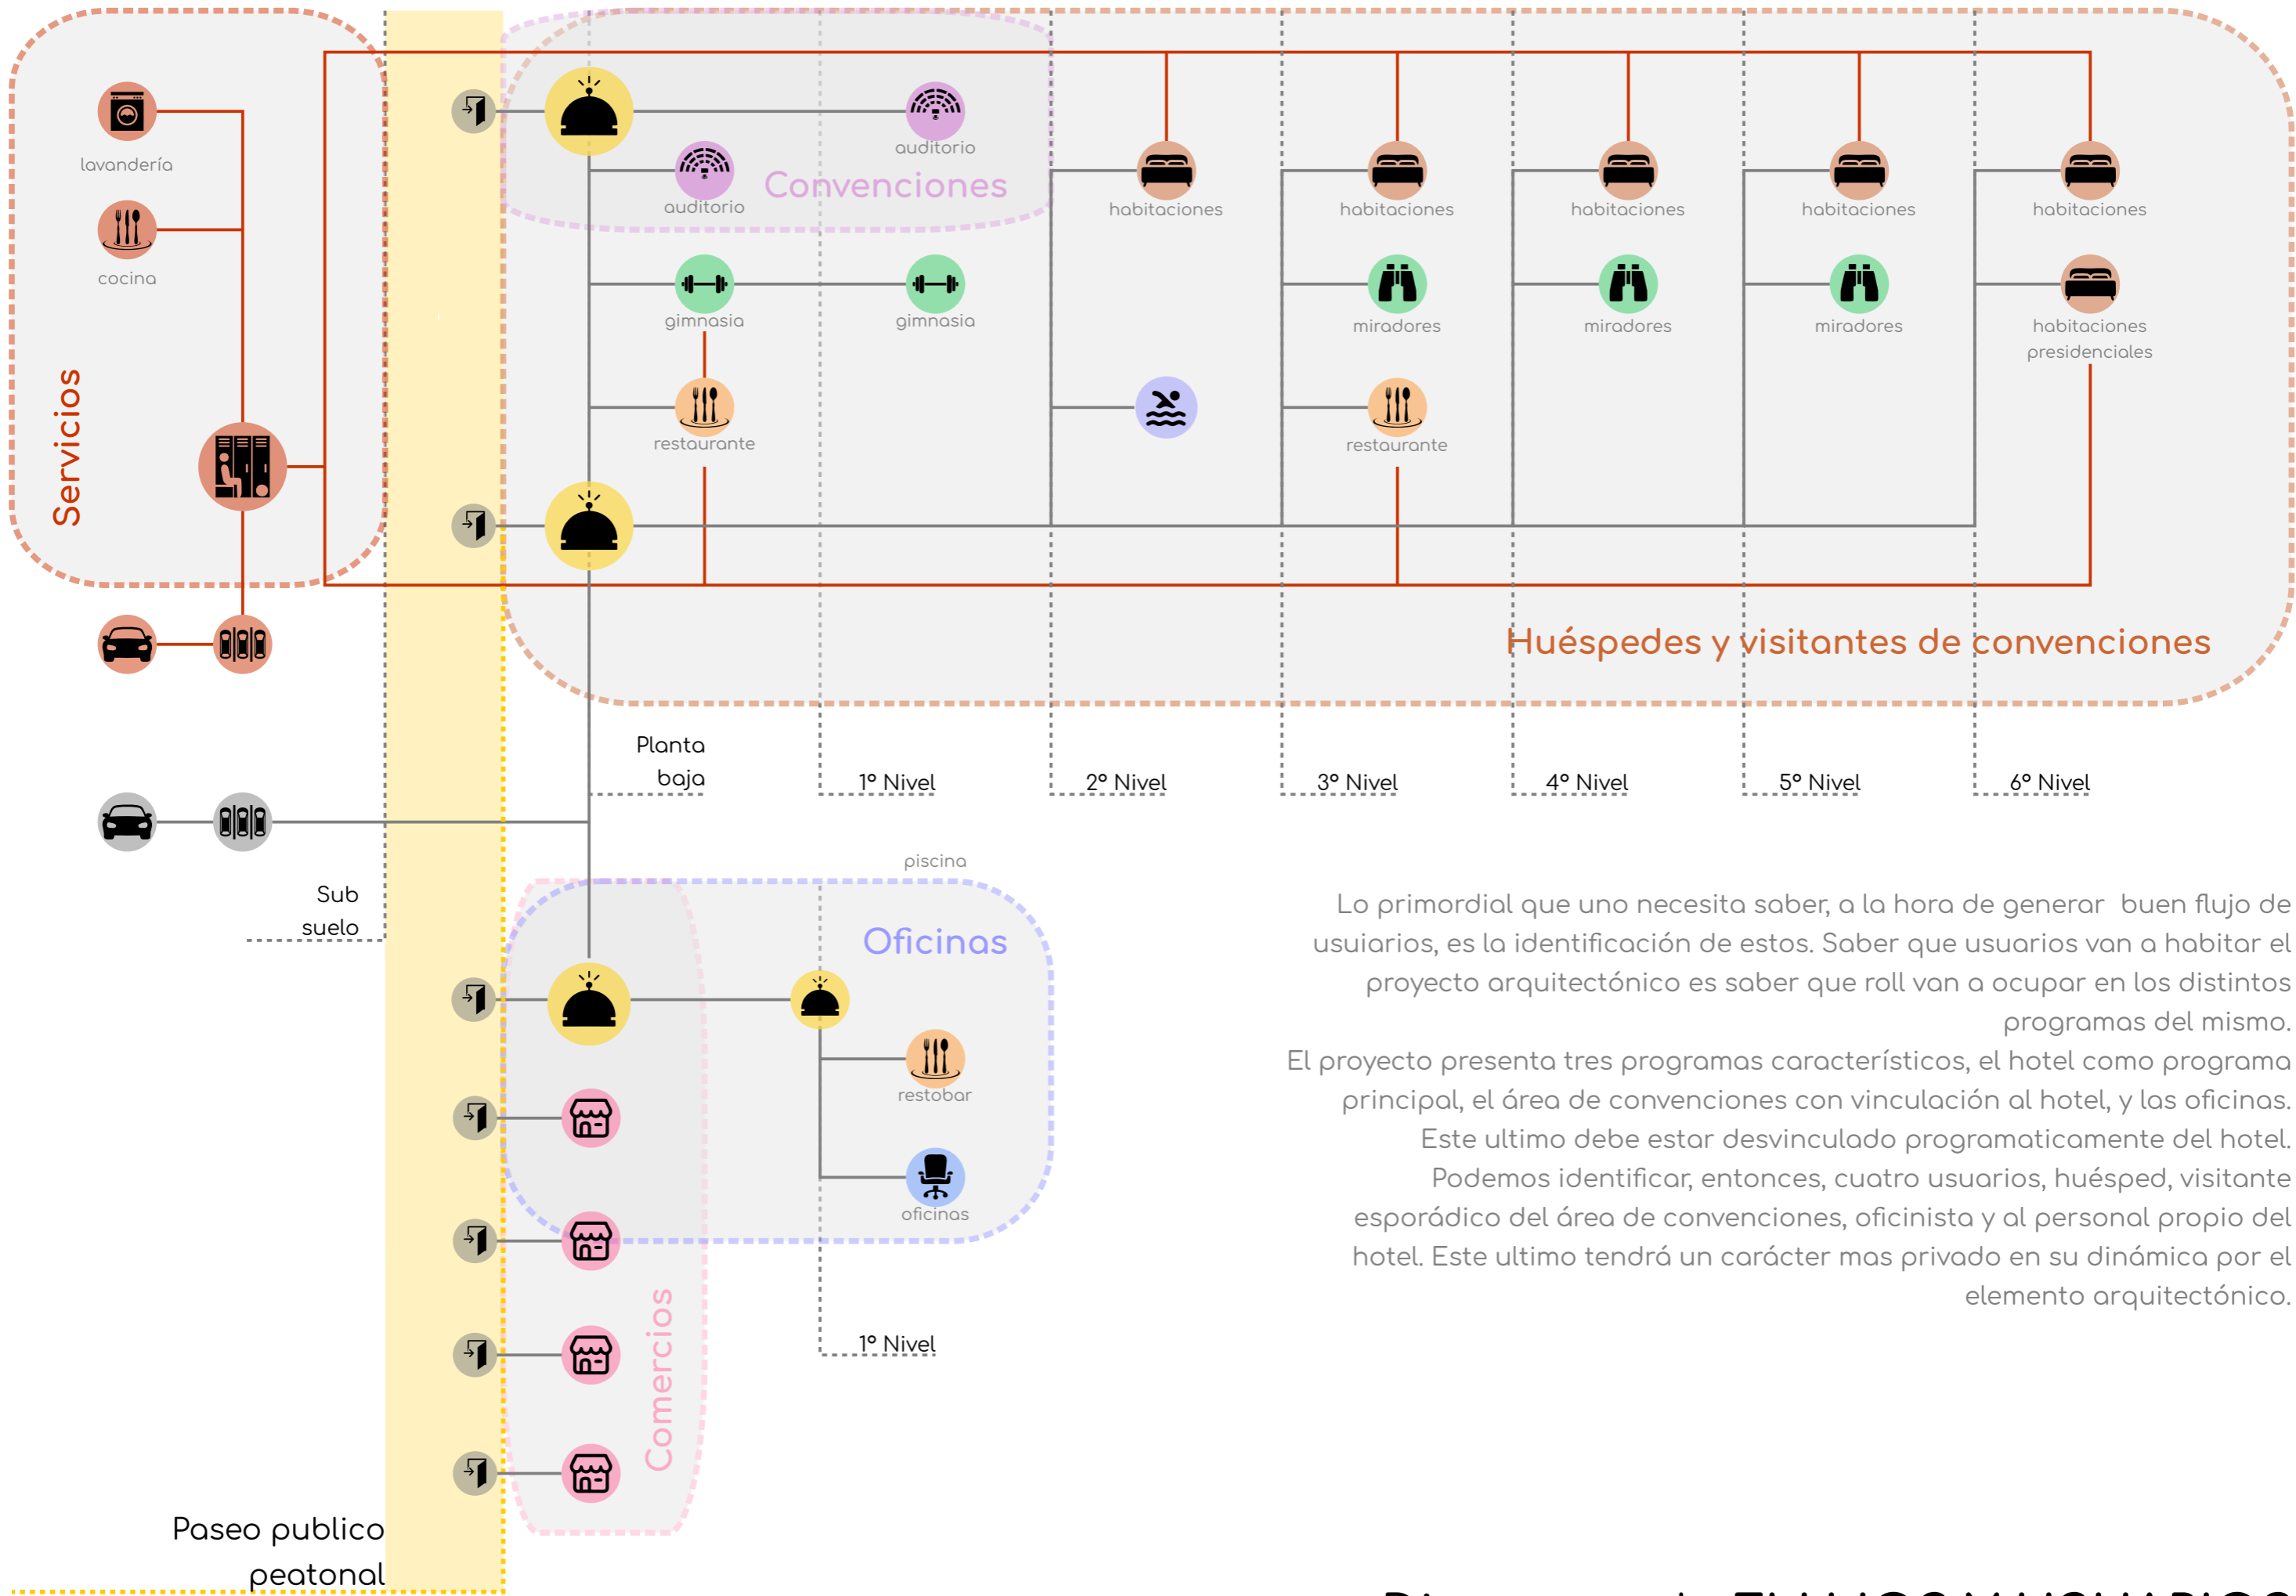 auditorio
lavandería
auditorio
Convenciones
habitaciones
habitaciones
habitaciones
habitaciones
habitaciones
cocina
gimnasia
gimnasia
miradores
miradores
miradores
habitaciones
presidenciales
Servicios
restaurante
restaurante
Huéspedes y visitantes de convenciones
Planta
baja
1º Nivel
2º Nivel
3º Nivel
4º Nivel
5º Nivel
6º Nivel
piscina
Sub
suelo
Oficinas
restobar
oficinas
Comercios
1º Nivel
Paseo publico
peatonal
Lo primordial que uno necesita saber, a la hora de generar  buen flujo de
usuiarios, es la identificación de estos. Saber que usuarios van a habitar el
proyecto arquitectónico es saber que roll van a ocupar en los distintos
programas del mismo.
El proyecto presenta tres programas característicos, el hotel como programa
principal, el área de convenciones con vinculación al hotel, y las oficinas.
Este ultimo debe estar desvinculado programaticamente del hotel.
Podemos identificar, entonces, cuatro usuarios, huésped, visitante
esporádico del área de convenciones, oficinista y al personal propio del
hotel. Este ultimo tendrá un carácter mas privado en su dinámica por el
elemento arquitectónico.